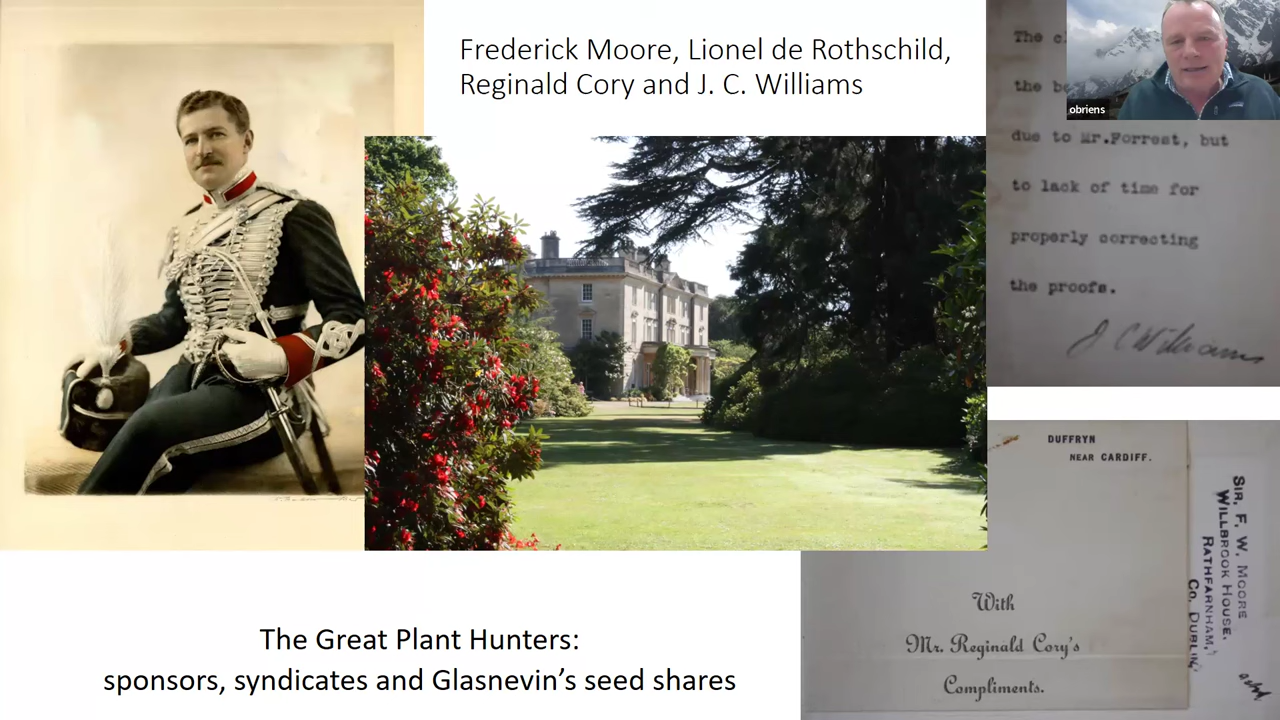 Frederick Moore, Lionel de Rothschild,
Reginald Cory and J. C. Williams
obriens
The
the
due to Mr.Forrest, but
to lack of time for
properly correcting
the proofs.
J C Williams
DUFFRYN
NEAR CARDIFF.
With
Mr. Reginald Cory's
Compliments.
SIR. F. W. MOORE
WILLBROOK HOUSE.
RATHFARNHAM,
CO. DUBLIN
The Great Plant Hunters:
sponsors, syndicates and Glasnevin's seed shares